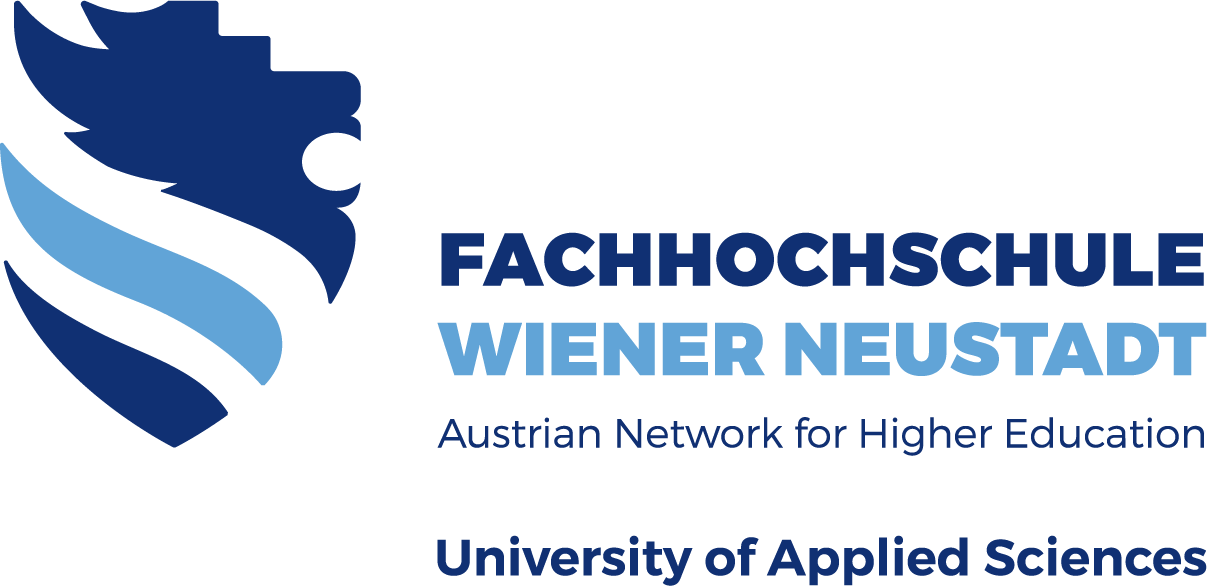 FACHHOCHSCHULE
WIENER NEUSTADT
Austrian Network for Higher Education
University of Applied Sciences